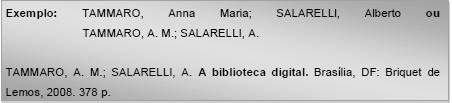 Exemplo: TAMMARO, Anna Maria; SALARELLI, Alberto ou
TAMMARO, A. M.; SALARELLI, A.
TAMMARO, A. M.; SALARELLI, A. A biblioteca digital. Brasília, DF: Briquet de
Lemos, 2008. 378 p.